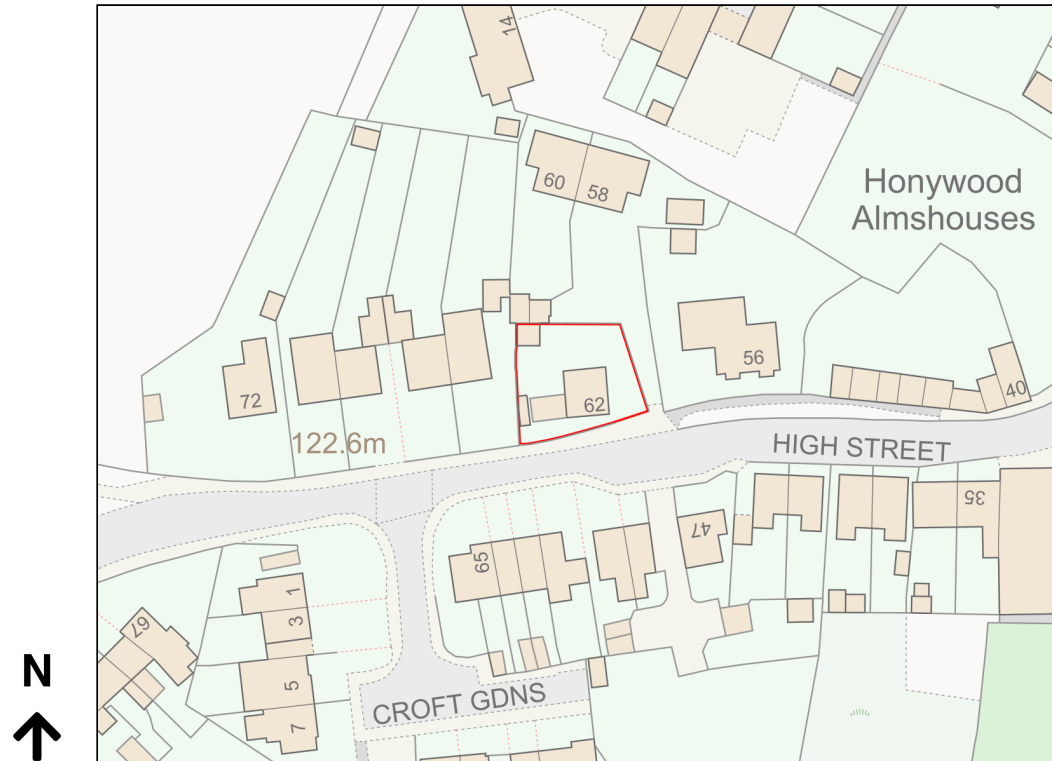 14
60
58
Honywood
Almshouses
56
72
62
40
122.6m
HIGH STREET
35
47
65
1
3
67
5
7
CROFT GDNS
N